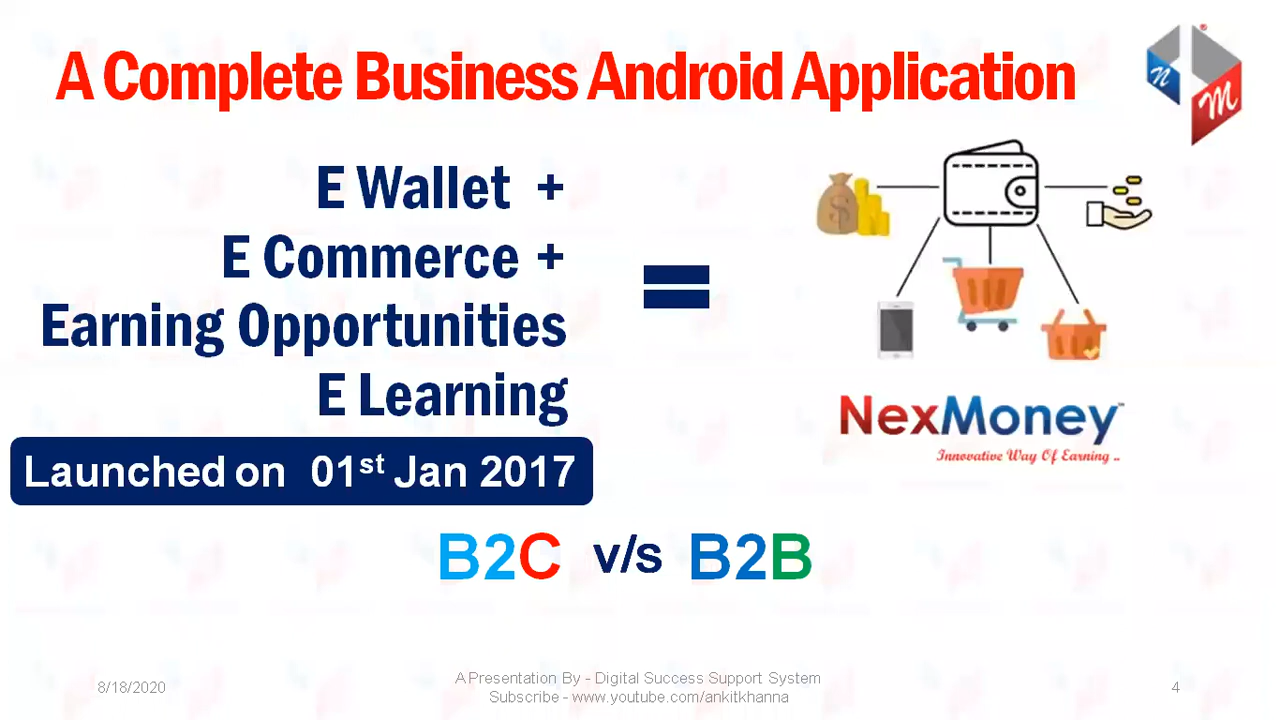 A Complete Business Android Application
®
n
M
E Wallet +
E Commerce +
Earning Opportunities
E Learning
=
$
NexMoney™
Innovative Way Of Earning ..
Launched on 01st Jan 2017
B2C v/s B2B
8/18/2020
A Presentation By - Digital Success Support System
Subscribe - www.youtube.com/ankitkhanna
4